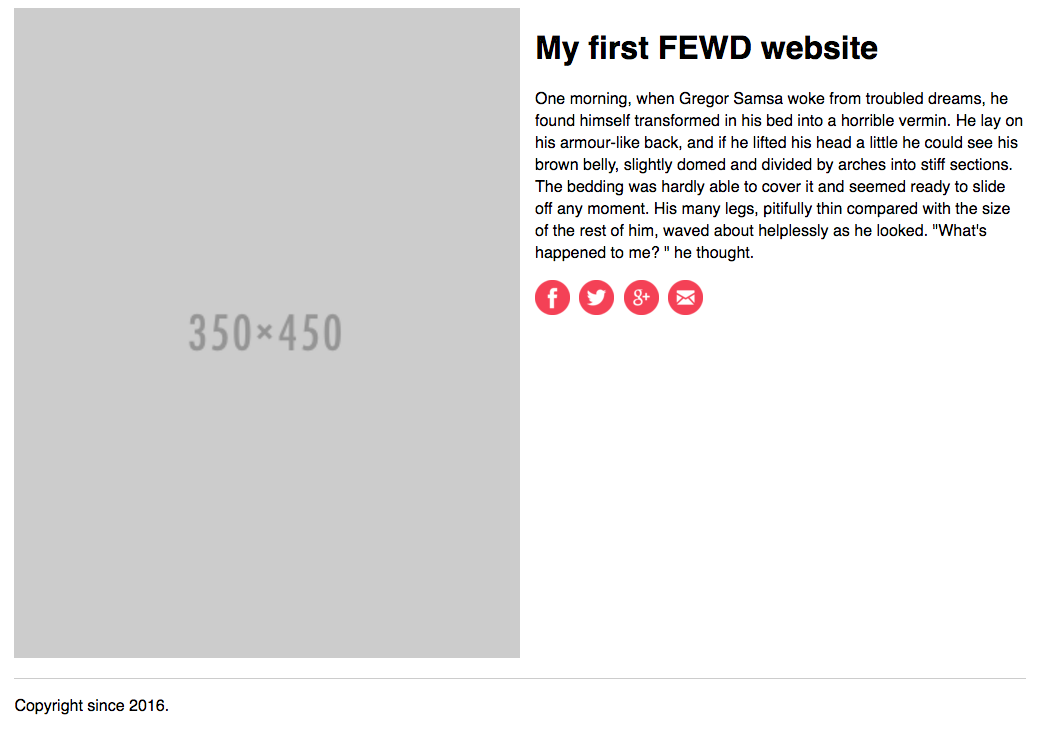 My first FEWD website
One morning, when Gregor Samsa woke from troubled dreams, he
found himself transformed in his bed into a horrible vermin. He lay on
his armour-like back, and if he lifted his head a little he could see his
brown belly, slightly domed and divided by arches into stiff sections.
The bedding was hardly able to cover it and seemed ready to slide
off any moment. His many legs, pitifully thin compared with the size
of the rest of him, waved about helplessly as he looked. "What's
happened to me? " he thought.
f g+
350×450
Copyright since 2016.